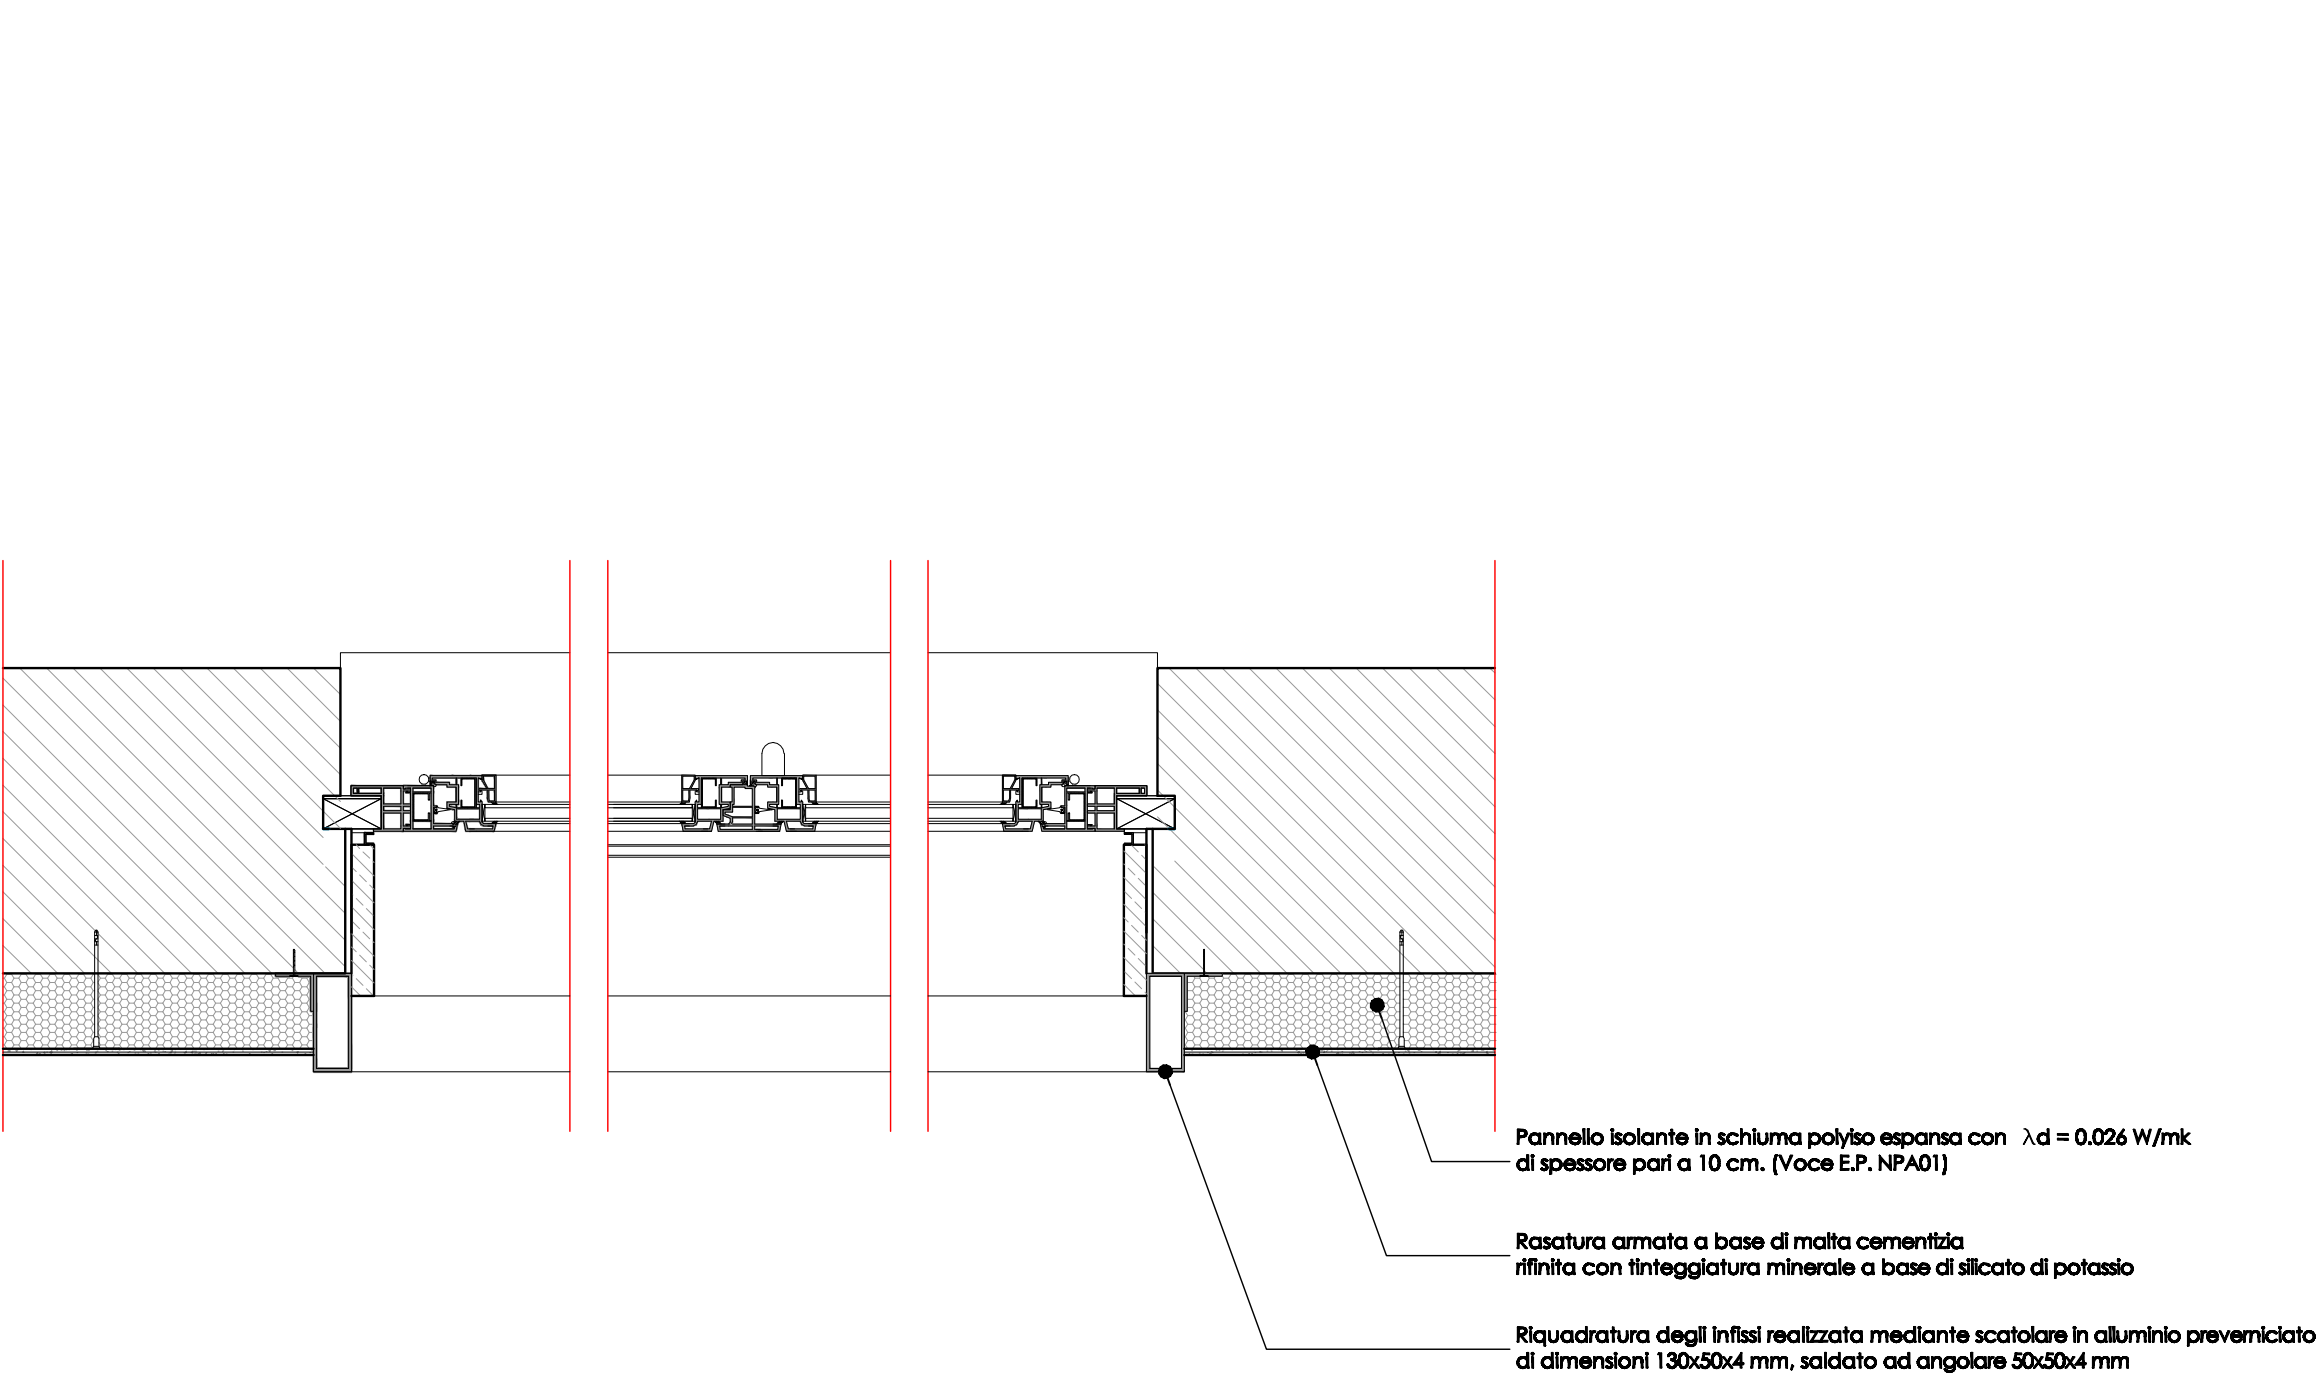 Pannello isolante in schiuma polyiso espansa con λd = 0.026 W/mk
di spessore pari a 10 cm. (Voce E.P. NPA01)
Rasatura armata a base di malta cementizia
rifinita con tinteggiatura minerale a base di silicato di potassio
Riquadratura degli infissi realizzata mediante scatolare in alluminio preverniciato
di dimensioni 130x50x4 mm, saldato ad angolare 50x50x4 mm